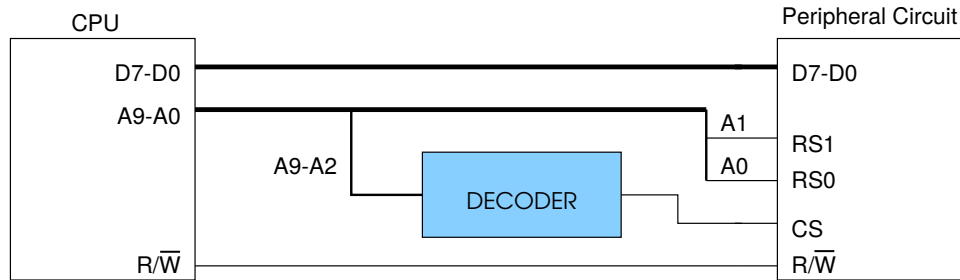 CPU
Peripheral Circuit
D7-D0
D7-D0
A9-A0
A1
RS1
A9-A2
A0
RS0
DECODER
CS
R/W̅
R/W̅